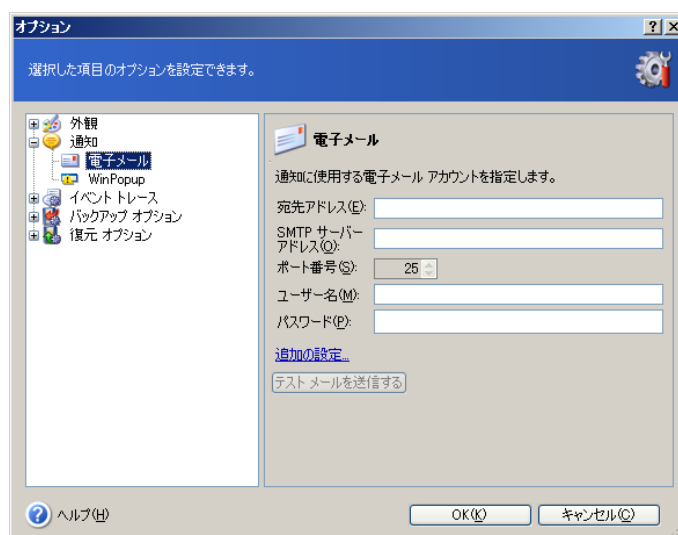 オプション
選択した項目のオプションを設定できます。
外観
通知
電子メール
WinPopup
イベント トレース
バックアップ オプション
復元 オプション
電子メール
通知に使用する電子メール アカウントを指定します。
宛先アドレス(E):
SMTP サーバー
アドレス(O):
ポート番号(S):
25
ユーザー名(M):
パスワード(P):
追加の設定...
テスト メールを送信する
ヘルプ(H)
OK(K)
キャンセル(C)